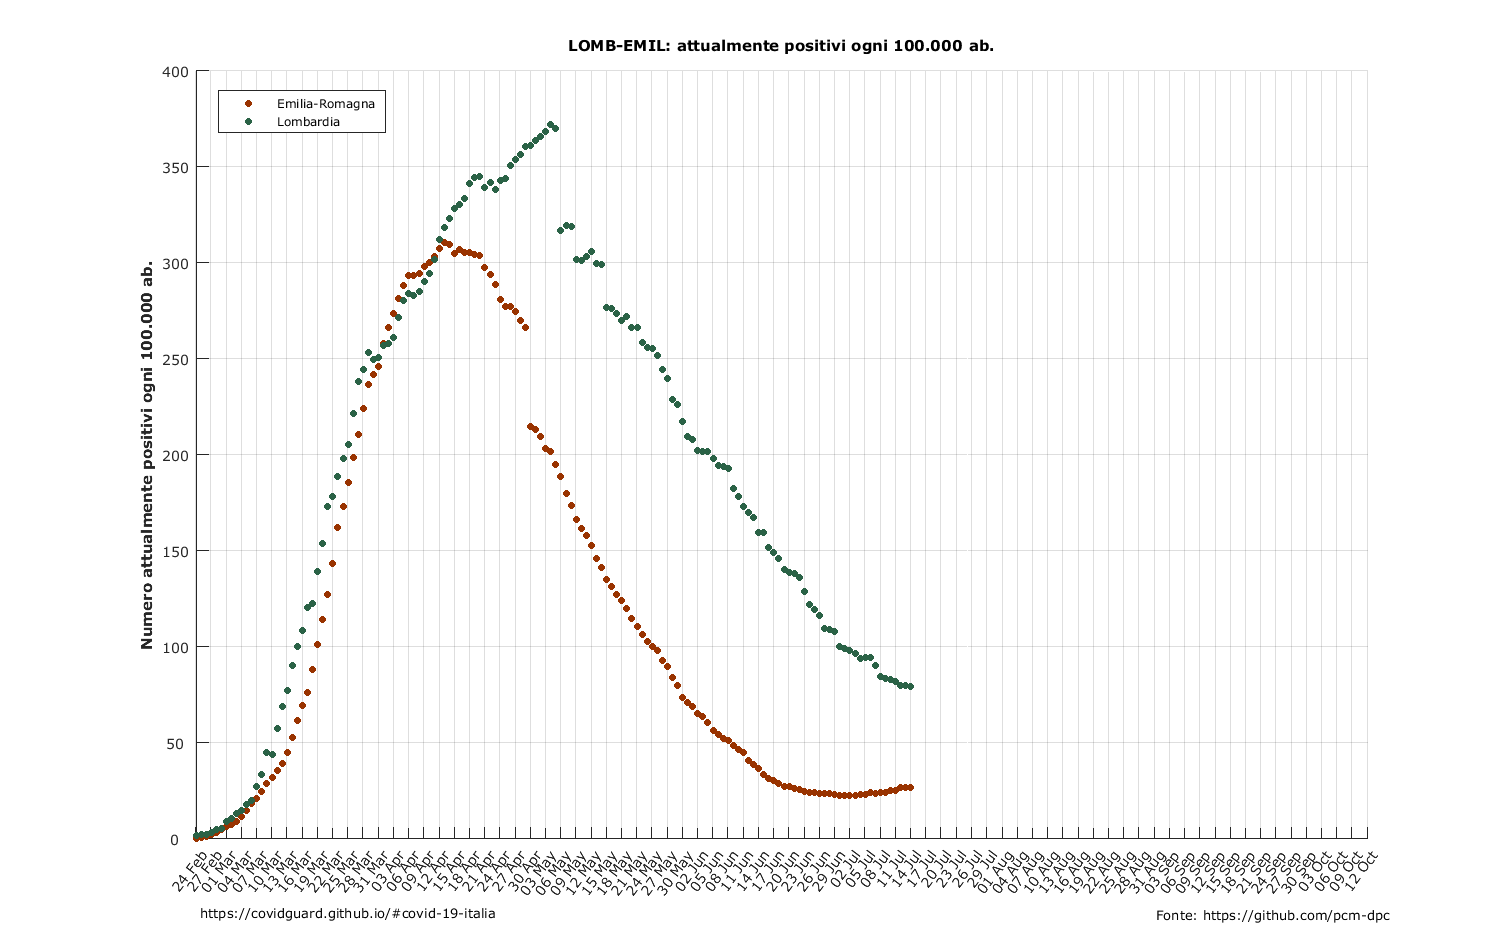 LOMB-EMIL: attualmente positivi ogni 100.000 ab.
Numero attualmente positivi ogni 100.000 ab.
400
350
300
250
200
150
100
50
0
Emilia-Romagna
Lombardia
24 Feb
27 Feb
01 Mar
04 Mar
07 Mar
10 Mar
13 Mar
16 Mar
19 Mar
22 Mar
25 Mar
28 Mar
31 Mar
03 Apr
06 Apr
09 Apr
12 Apr
15 Apr
18 Apr
21 Apr
24 Apr
27 Apr
30 Apr
03 May
06 May
09 May
12 May
15 May
18 May
21 May
24 May
27 May
30 May
02 Jun
05 Jun
08 Jun
11 Jun
14 Jun
17 Jun
20 Jun
23 Jun
26 Jun
29 Jun
02 Jul
05 Jul
08 Jul
11 Jul
14 Jul
17 Jul
20 Jul
23 Jul
26 Jul
29 Jul
01 Aug
04 Aug
07 Aug
10 Aug
13 Aug
16 Aug
19 Aug
22 Aug
25 Aug
28 Aug
31 Aug
03 Sep
06 Sep
09 Sep
12 Sep
15 Sep
18 Sep
21 Sep
24 Sep
27 Sep
30 Sep
03 Oct
06 Oct
09 Oct
12 Oct
https://covidguard.github.io/#covid-19-italia
Fonte: https://github.com/pcm-dpc